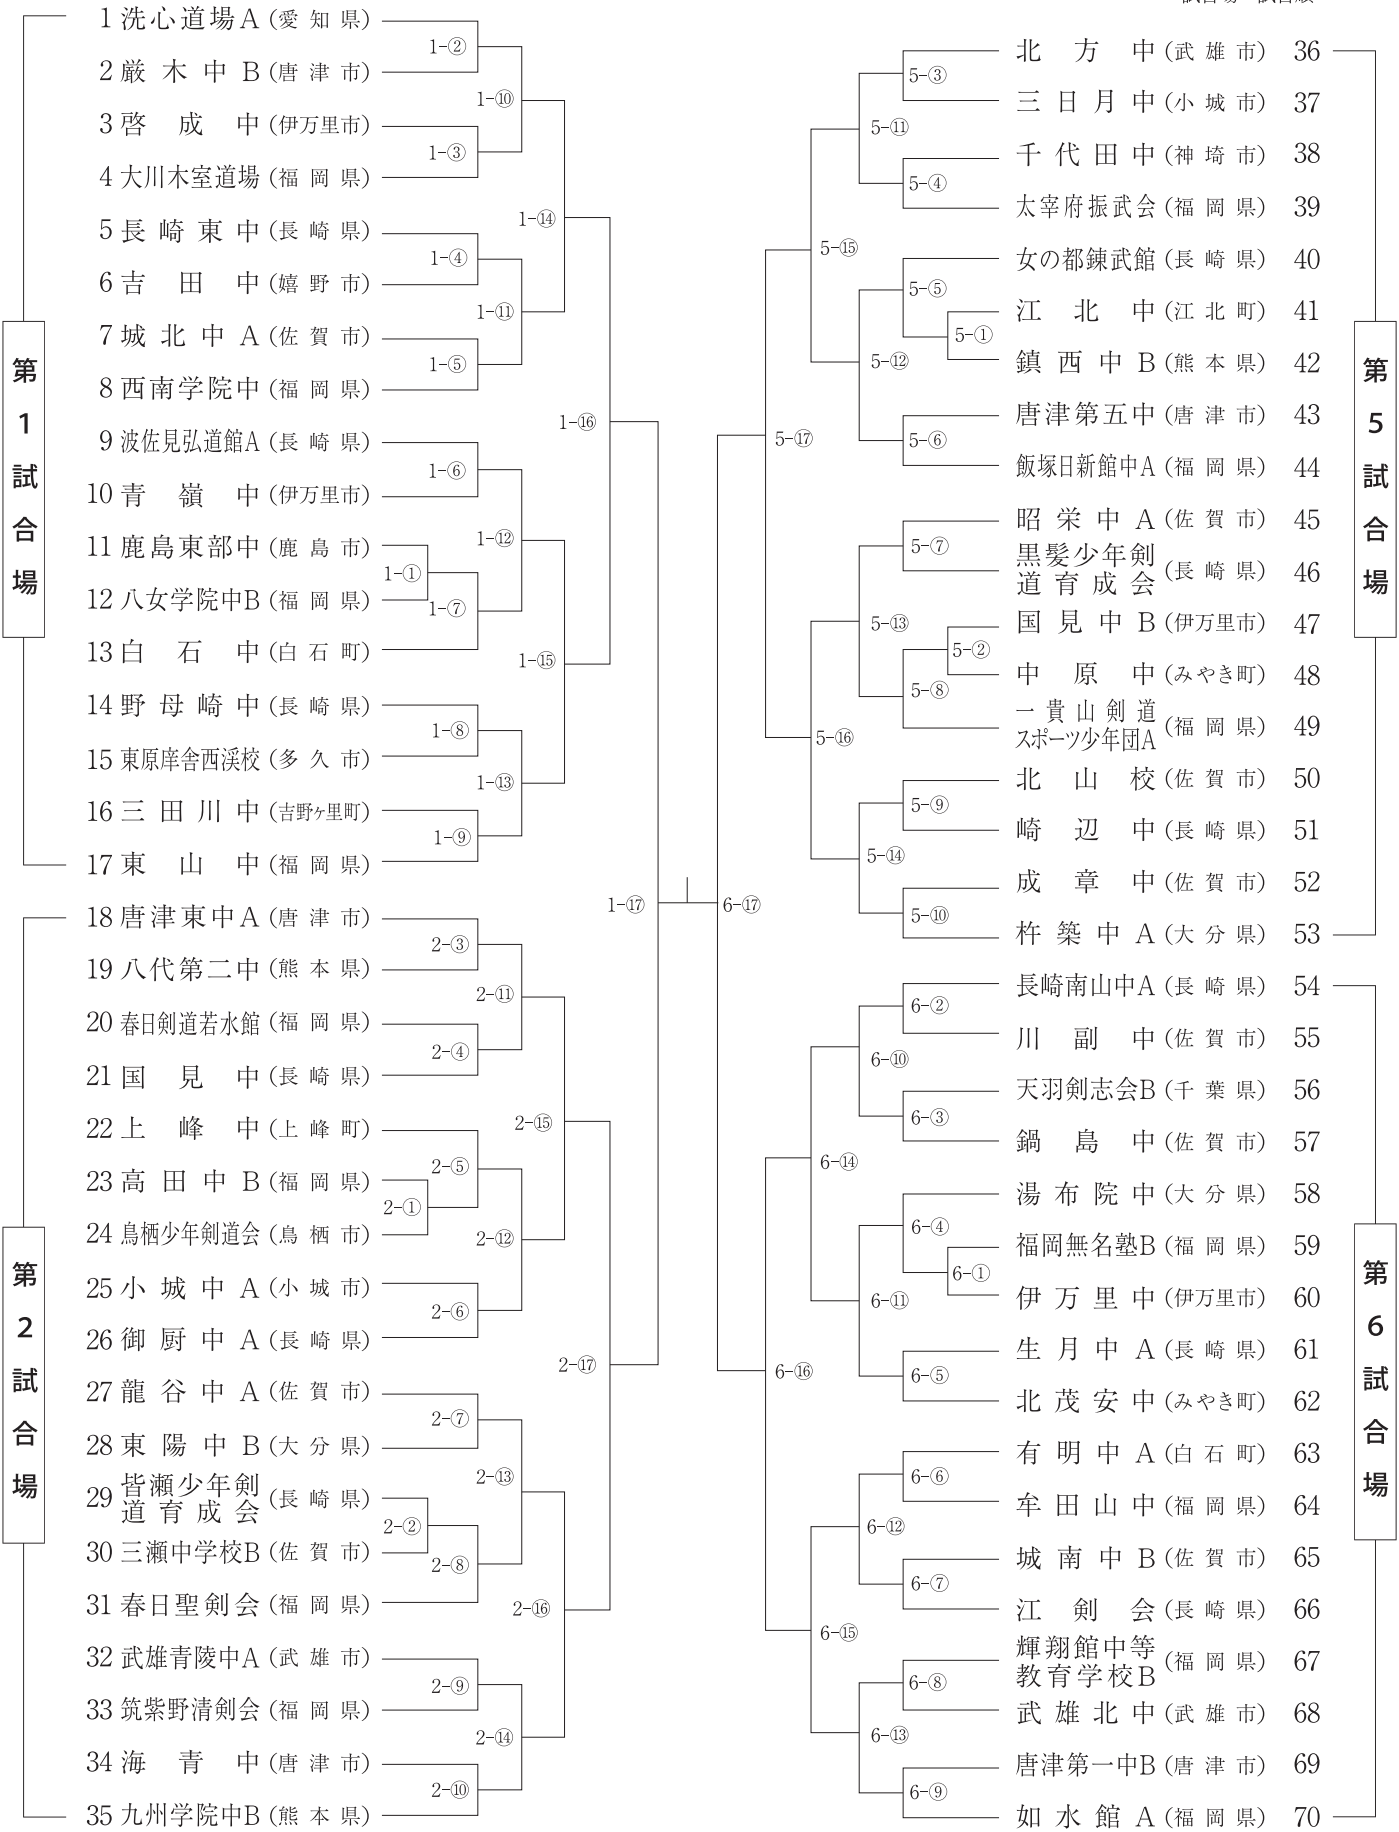 1 洗心道場A (愛知県)
2 厳木中B (唐津市)
3 啓成中 (伊万里市)
4 大川木室道場 (福岡県)
5 長崎東中 (長崎県)
6 吉田中 (嬉野市)
7 城北中A (佐賀市)
8 西南学院中 (福岡県)
9 波佐見弘道館A (長崎県)
10 青嶺中 (伊万里市)
11 鹿島東部中 (鹿島市)
12 八女学院中B (福岡県)
13 白石中 (白石町)
14 野母崎中 (長崎県)
15 東原庠舎西渓校 (多久市)
16 三田川中 (吉野ヶ里町)
17 東山中 (福岡県)
第1試合場
1-②
1-③
1-④
1-⑤
1-⑥
1-①
1-⑦
1-⑧
1-⑨
1-⑩
1-⑪
1-⑫
1-⑬
1-⑭
1-⑮
1-⑯
1-⑰
18 唐津東中A (唐津市)
19 八代第二中 (熊本県)
20 春日剣道若水館 (福岡県)
21 国見中 (長崎県)
22 上峰中 (上峰町)
23 高田中B (福岡県)
24 鳥栖少年剣道会 (鳥栖市)
25 小城中A (小城市)
26 御厨中A (長崎県)
27 龍谷中A (佐賀市)
28 東陽中B (大分県)
29 皆瀬少年剣
道育成会 (長崎県)
30 三瀬中学校B (佐賀市)
31 春日聖剣会 (福岡県)
32 武雄青陵中A (武雄市)
33 筑紫野清剣会 (福岡県)
34 海青中 (唐津市)
35 九州学院中B (熊本県)
第2試合場
2-③
2-④
2-⑤
2-①
2-⑥
2-⑦
2-②
2-⑧
2-⑨
2-⑩
2-⑪
2-⑫
2-⑬
2-⑭
2-⑮
2-⑯
2-⑰
北方中 (武雄市) 36
三日月中 (小城市) 37
千代田中 (神埼市) 38
太宰府振武会 (福岡県) 39
女の都錬武館 (長崎県) 40
江北中 (江北町) 41
鎮西中B (熊本県) 42
唐津第五中 (唐津市) 43
飯塚日新館中A (福岡県) 44
昭栄中A (佐賀市) 45
黒髪少年剣
道育成会 (長崎県) 46
国見中B (伊万里市) 47
中原中 (みやき町) 48
一貴山剣道
スポーツ少年団A (福岡県) 49
北山校 (佐賀市) 50
崎辺中 (長崎県) 51
成章中 (佐賀市) 52
杵築中A (大分県) 53
第5試合場
5-③
5-④
5-⑤
5-①
5-⑥
5-⑦
5-②
5-⑧
5-⑨
5-⑩
5-⑪
5-⑫
5-⑬
5-⑭
5-⑮
5-⑯
5-⑰
長崎南山中A (長崎県) 54
川副中 (佐賀市) 55
天羽剣志会B (千葉県) 56
鍋島中 (佐賀市) 57
湯布院中 (大分県) 58
福岡無名塾B (福岡県) 59
伊万里中 (伊万里市) 60
生月中A (長崎県) 61
北茂安中 (みやき町) 62
有明中A (白石町) 63
牟田山中 (福岡県) 64
城南中B (佐賀市) 65
江剣会 (長崎県) 66
輝翔館中等
教育学校B (福岡県) 67
武雄北中 (武雄市) 68
唐津第一中B (唐津市) 69
如水館A (福岡県) 70
第6試合場
6-②
6-③
6-④
6-①
6-⑤
6-⑥
6-⑦
6-⑧
6-⑨
6-⑩
6-⑪
6-⑫
6-⑬
6-⑭
6-⑮
6-⑯
6-⑰